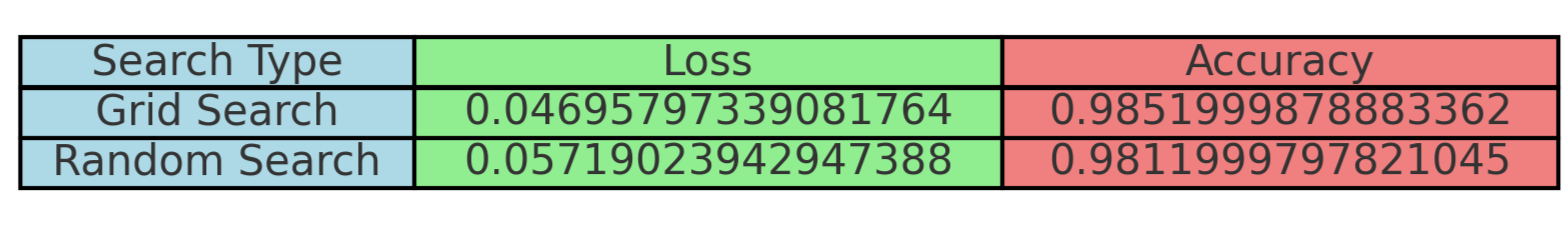 Search Type Loss Accuracy
Grid Search 0.04695797339081764 0.9851999878883362
Random Search 0.05719023942947388 0.9811999797821045